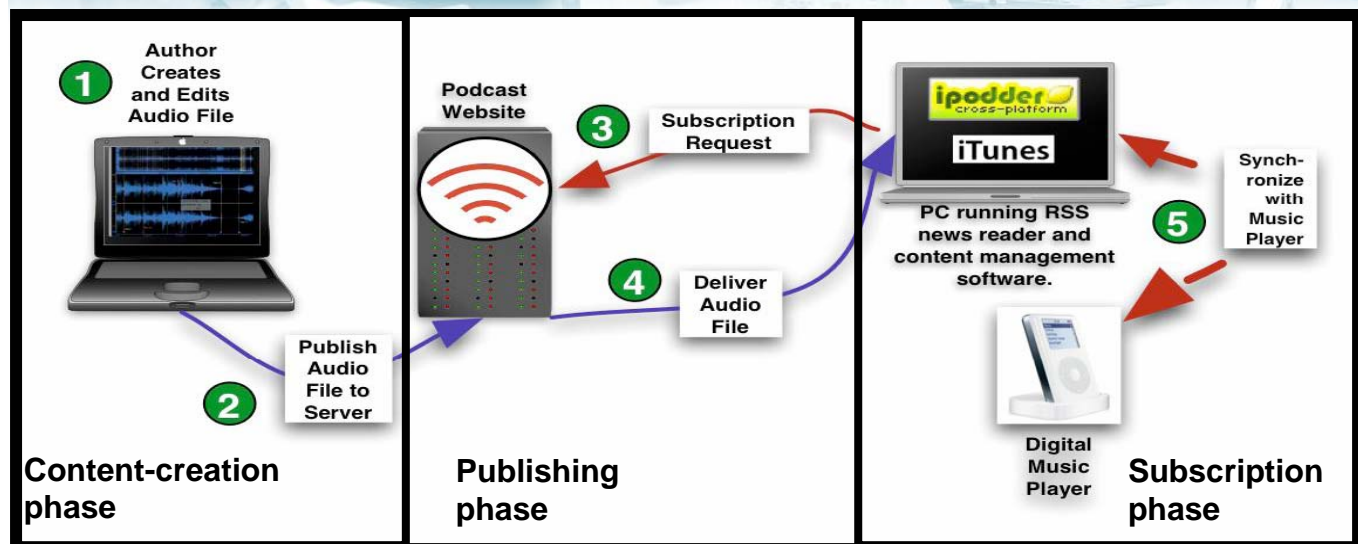 1
Author
Creates
and Edits
Audio File
2
Publish
Audio
File to
Server
Content-creation
phase
Podcast
Website
3
Subscription
Request
4
Deliver
Audio
File
Publishing
phase
ipodder
cross-platform
iTunes
PC running RSS
news reader and
content management
software.
5
Synch-
ronize
with
Music
Player
Digital
Music
Player
Subscription
phase